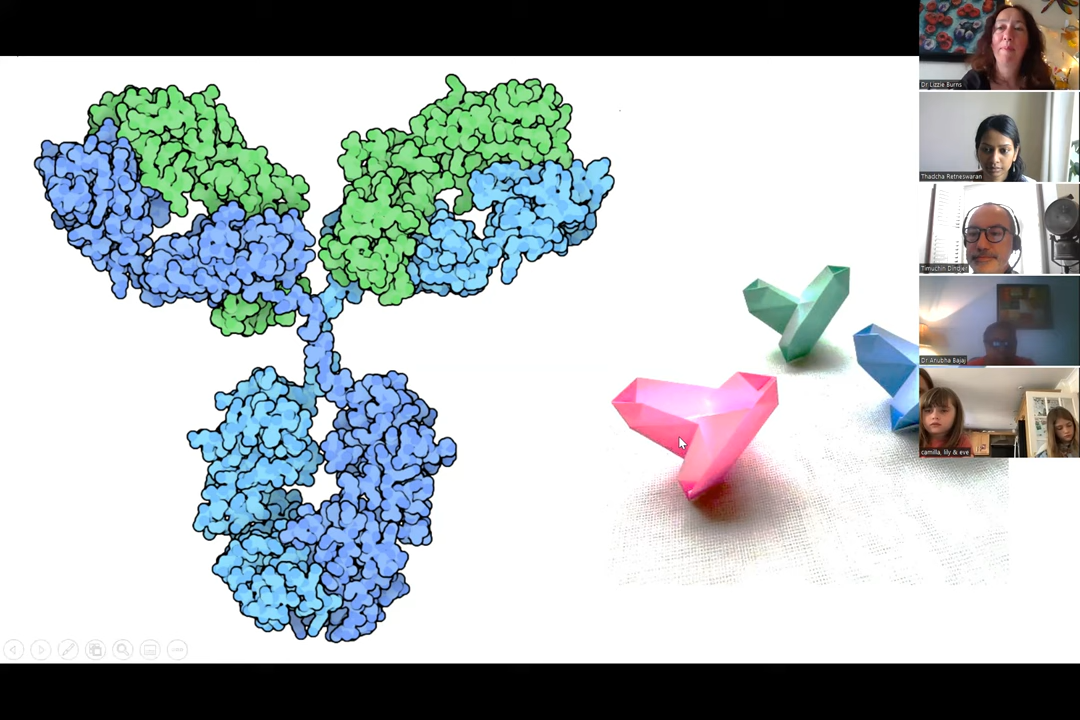 Dr Lizzie Burns
Thadcha Retneswaran
Timuchin Dindjer
Dr Anubha Bajaj
camilla, lily & eve